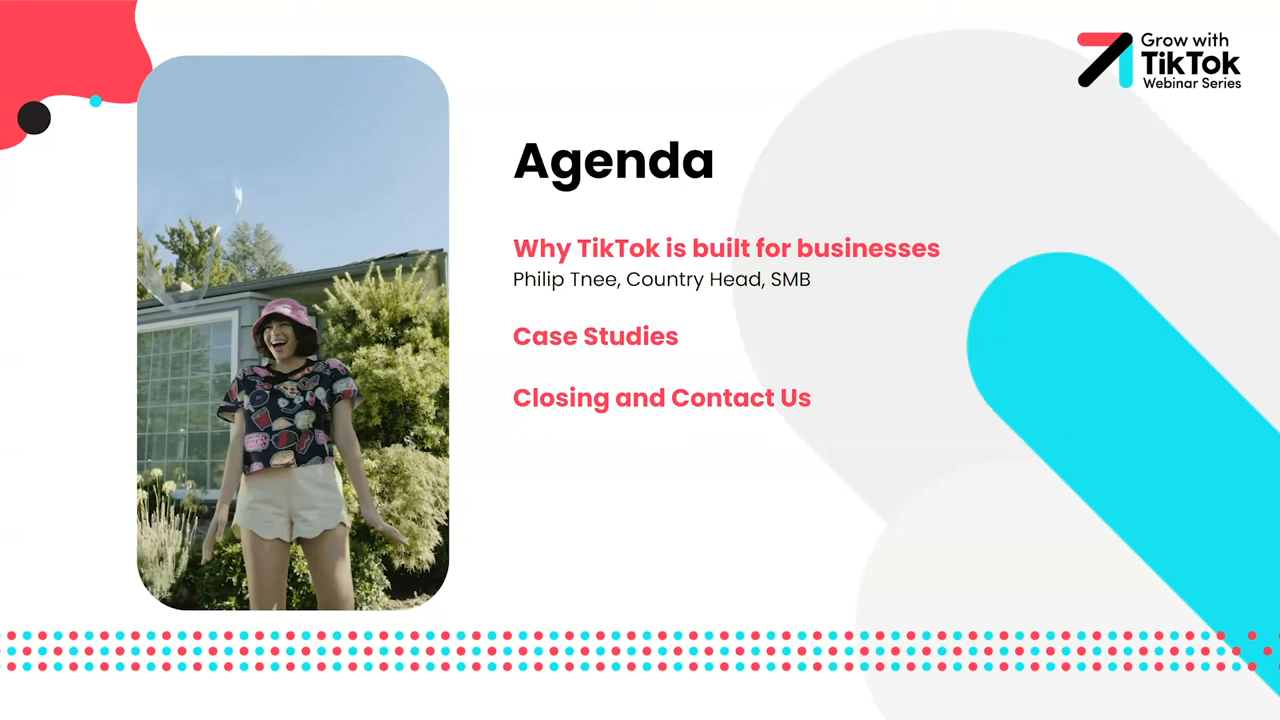 Grow with
TikTok
Webinar Series
Agenda
Why TikTok is built for businesses
Philip Tnee, Country Head, SMB
Case Studies
Closing and Contact Us